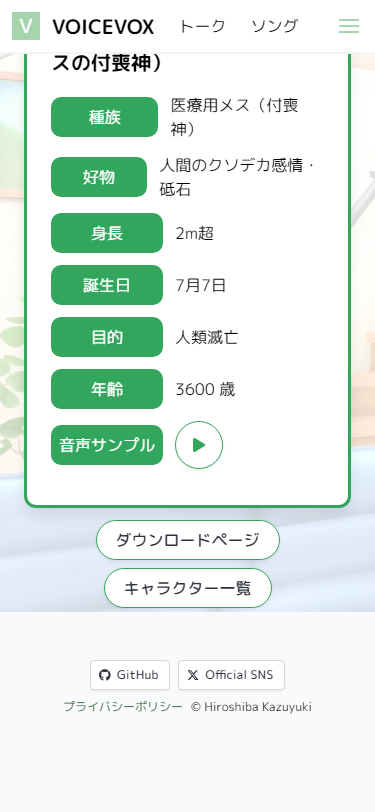 V VOICEVOX トーク ソング
スの付喪神）
種族 医療用メス（付喪
神）
好物 人間のクソデカ感情・
砥石
身長 2m超
誕生日 7月7日
目的 人類滅亡
年齢 3600 歳
音声サンプル
ダウンロードページ
キャラクター一覧
GitHub Official SNS
プライバシーポリシー © Hiroshiba Kazuyuki